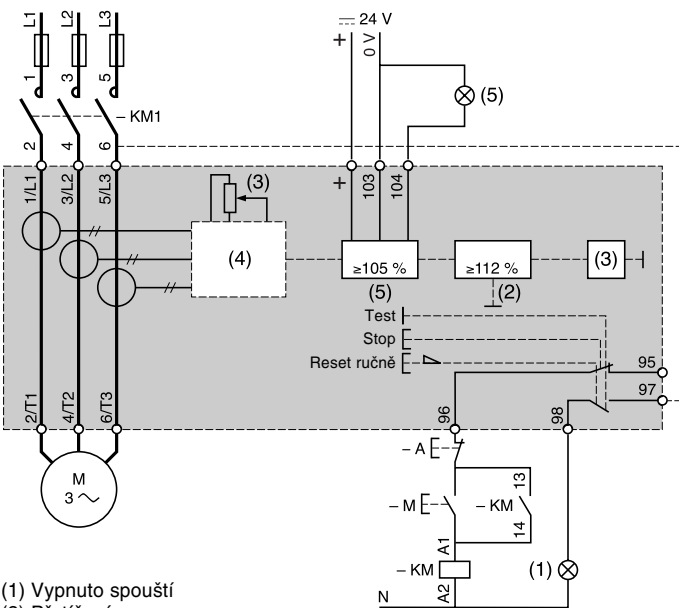 L1 L2 L3
24 V
+ 0 V
1 3 5
(5)
– KM1
2 4 6
1/L1 3/L2 5/L3
(3)
+ 103 104
(4)
≥105 % ≥112 % (3)
(5) (2)
Test
Stop
Reset ručně
95
97
2/T1 4/T2 6/T3
96 98
– A
M
3
– M – KM 13
14
A1
– KM (1)
A2
N
(1) Vypnuto spouští